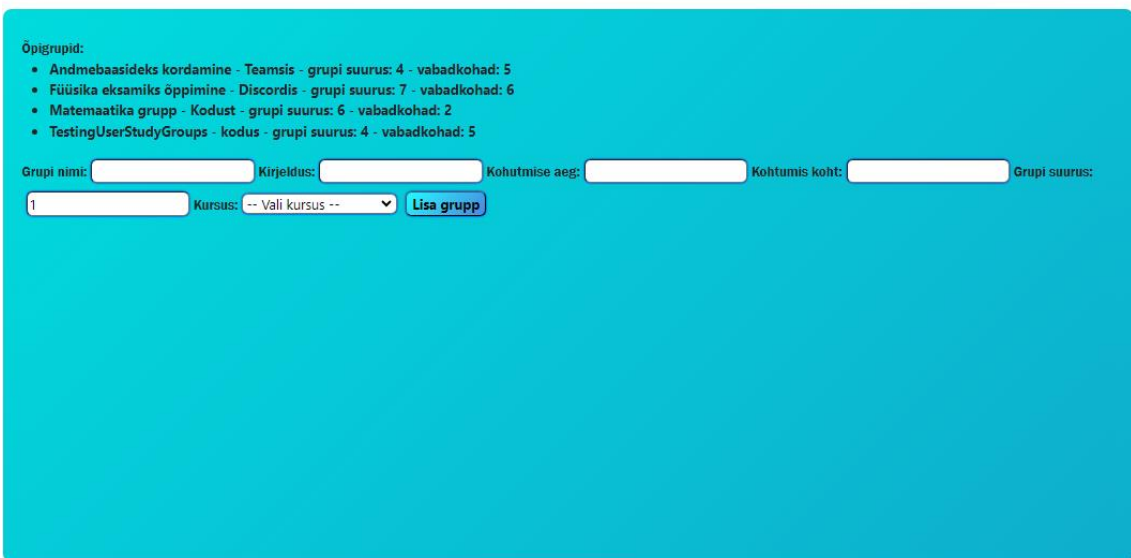 Õpigrupid:
• Andmebaasideks kordamine - Teamsis - grupi suurus: 4 - vabadkohad: 5
• Füüsika eksamiks õppimine - Discordis - grupi suurus: 7 - vabadkohad: 6
• Matemaatika grupp - Kodust - grupi suurus: 6 - vabadkohad: 2
• TestingUserStudyGroups - kodus - grupi suurus: 4 - vabadkohad: 5
Grupi nimi: Kirjeldus: Kohutmise aeg: Kohtumis koht: Grupi suurus:
1 Kursus: -- Vali kursus -- Lisa grupp